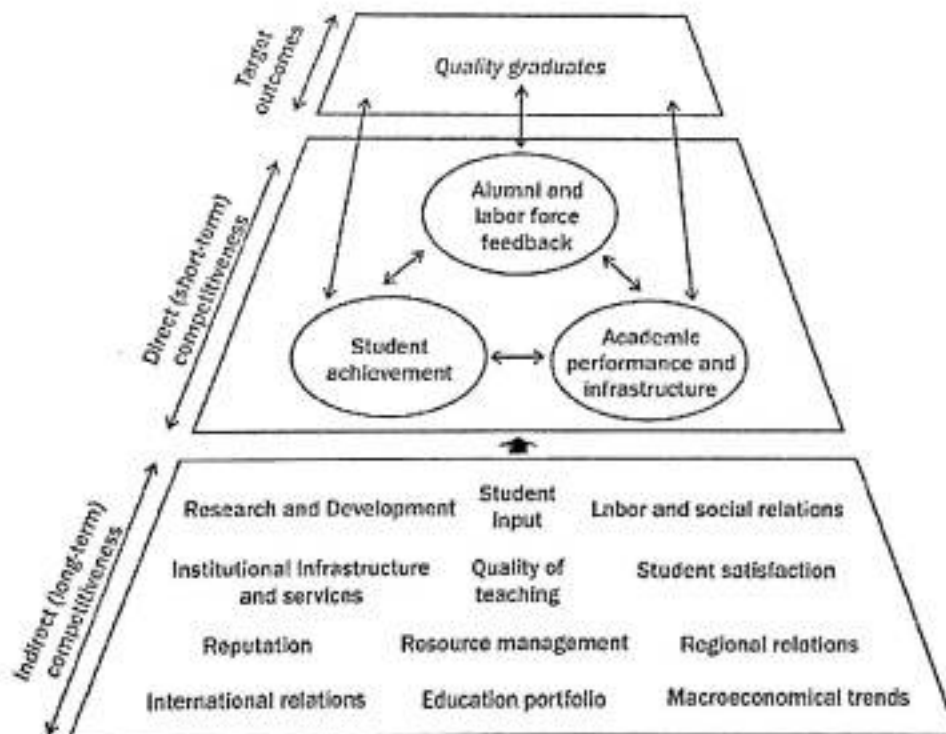 Target
outcomes
Quality graduates
Direct (short-term)
competitiveness
Alumni and
labor force
feedback
Student
achievement
Academic
performance and
infrastructure
Indirect (long-term)
competitiveness
Research and Development
Student
Input
Labor and social relations
Institutional Infrastructure
and services
Quality of
teaching
Student satisfaction
Reputation
Resource management
Regional relations
International relations
Education portfolio
Macroeconomical trends